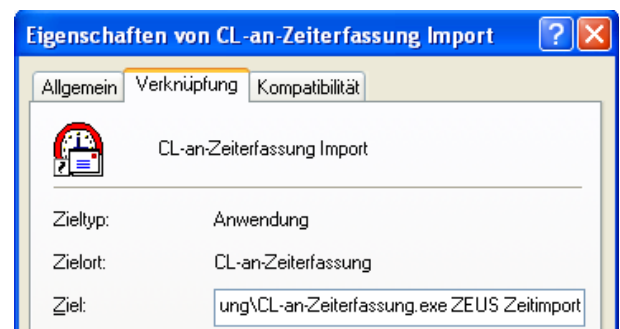 Eigenschaften von CL-an-Zeiterfassung Import
Allgemein Verknüpfung Kompatibilität
CL-an-Zeiterfassung Import
Zieltyp: Anwendung
Zielort: CL-an-Zeiterfassung
Ziel: ung\CL-an-Zeiterfassung.exe ZEUS Zeitimport